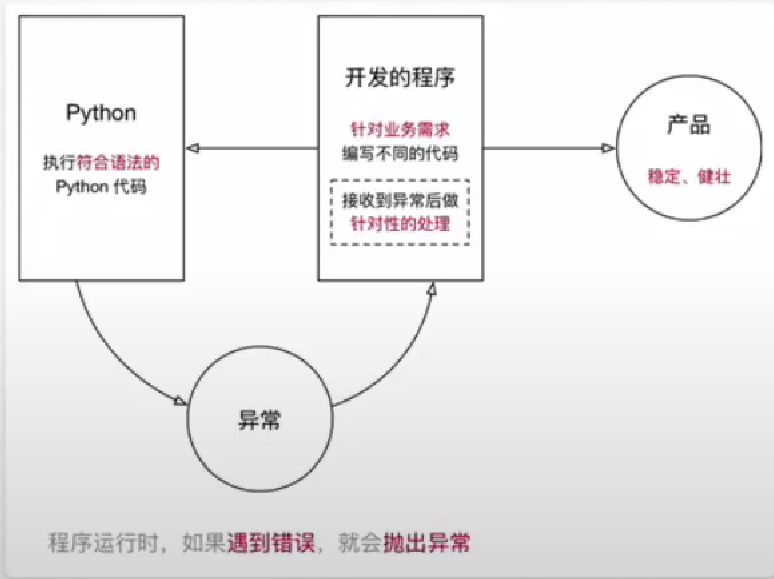 Python
执行符合语法的
Python 代码
开发的程序
针对业务需求
编写不同的代码
接收到异常后做
针对性的处理
产品
稳定、健壮
异常
程序运行时，如果遇到错误，就会抛出异常